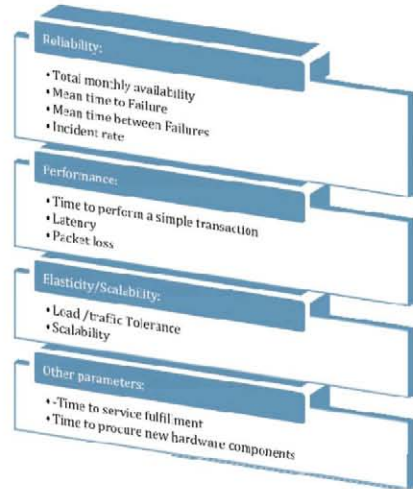 Reliability:
• Total monthly availability
• Mean time to Failure
• Mean time between Failures
• Incident rate
Performance:
• Time to perform a simple transaction
• Latency
• Packet loss
Elasticity/Scalability:
• Load /traffic Tolerance
• Scalability
Other parameters:
• -Time to service fulfillment
• Time to procure new hardware components